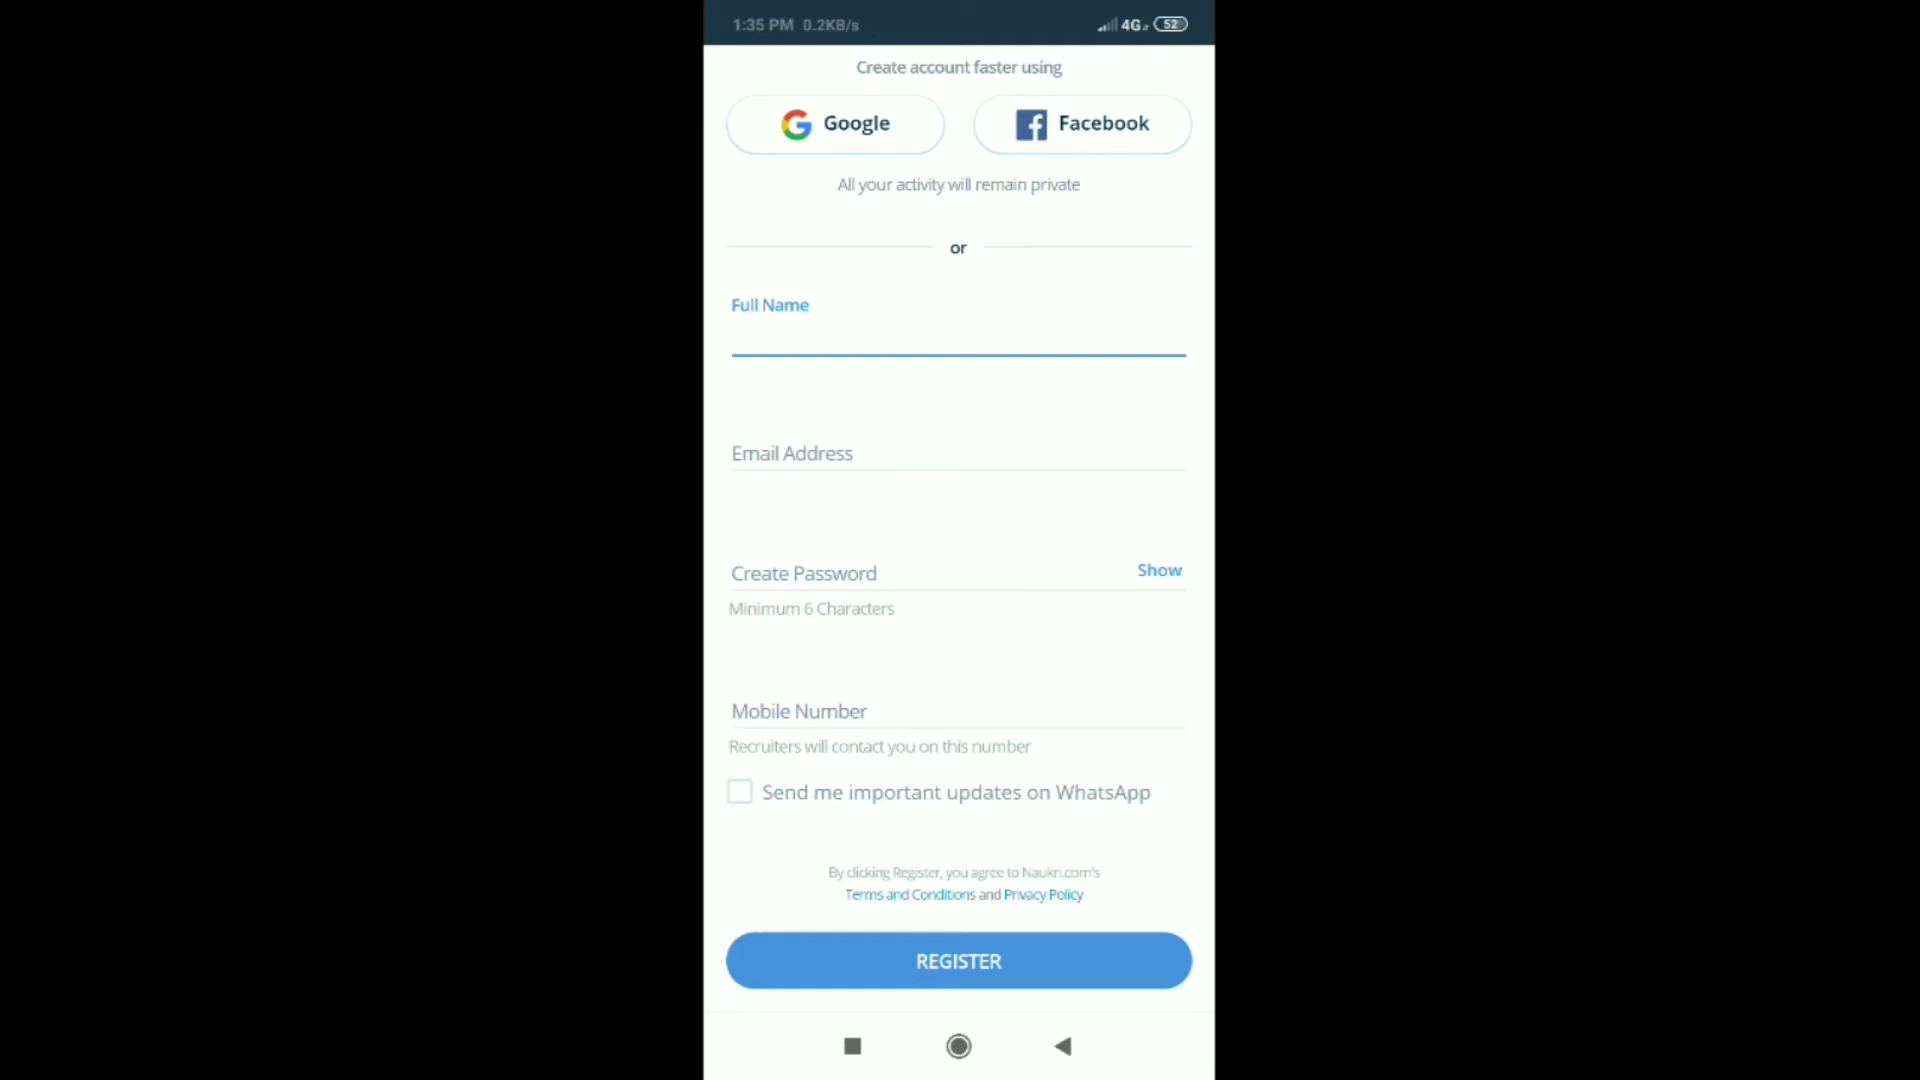 1:35 PM 0.2KB/s 4G 52
Create account faster using
Google Facebook
All your activity will remain private
or
Full Name
Email Address
Create Password Show
Minimum 6 Characters
Mobile Number
Recruiters will contact you on this number
Send me important updates on WhatsApp
By clicking Register, you agree to Naukri.com's
Terms and Conditions and Privacy Policy
REGISTER